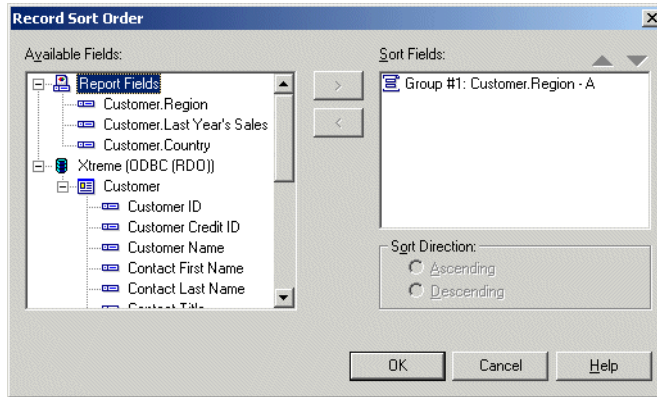 Record Sort Order
Available Fields:
Sort Fields:
Report Fields
Customer.Region
Customer.Last Year's Sales
Customer.Country
Xtreme (ODBC (RDO))
Customer
Customer ID
Customer Credit ID
Customer Name
Contact First Name
Contact Last Name
Contact Title
>
<
Group #1: Customer.Region - A
Sort Direction:
Ascending
Descending
OK
Cancel
Help